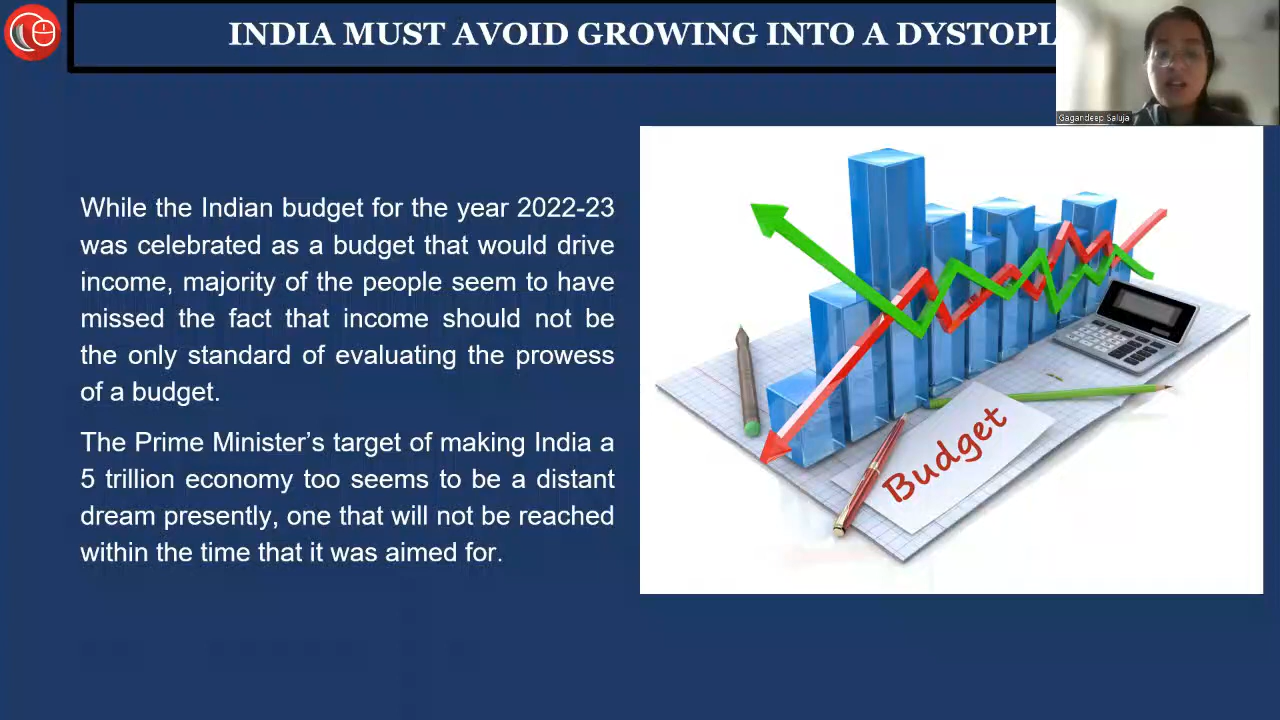 INDIA MUST AVOID GROWING INTO A
Gagandeep Saluja
While the Indian budget for the year 2022-23
was celebrated as a budget that would drive
income, majority of the people seem to have
missed the fact that income should not be
the only standard of evaluating the prowess
of a budget.
The Prime Minister’s target of making India a
5 trillion economy too seems to be a distant
dream presently, one that will not be reached
within the time that it was aimed for.
Budget